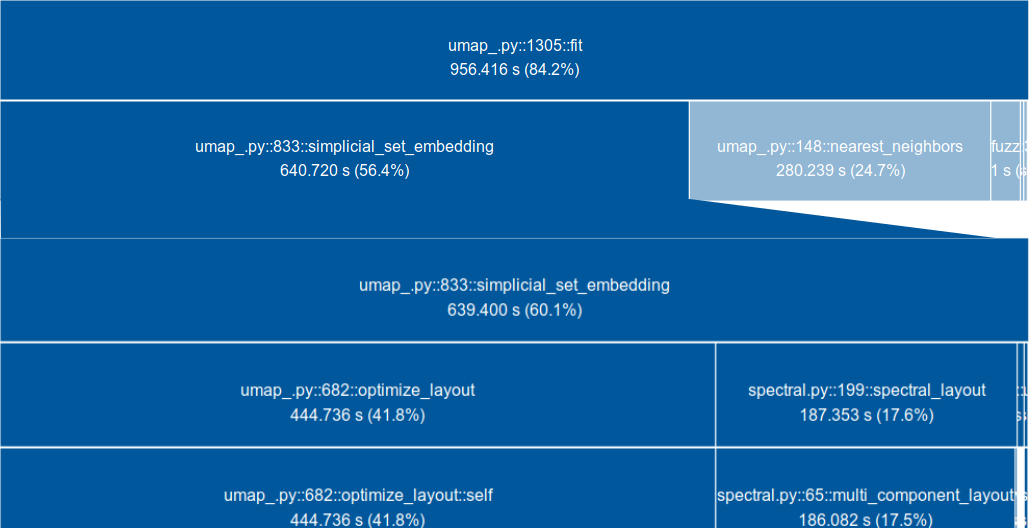 umap_.py::1305::fit
956.416 s (84.2%)
umap_.py::833::simplicial_set_embedding
640.720 s (56.4%)
umap_.py::148::nearest_neighbors
280.239 s (24.7%)
fuzz
1 s (
umap_.py::833::simplicial_set_embedding
639.400 s (60.1%)
umap_.py::682::optimize_layout
444.736 s (41.8%)
spectral.py::199::spectral_layout
187.353 s (17.6%)
umap_.py::682::optimize_layout::self
444.736 s (41.8%)
spectral.py::65::multi_component_layout
186.082 s (17.5%)